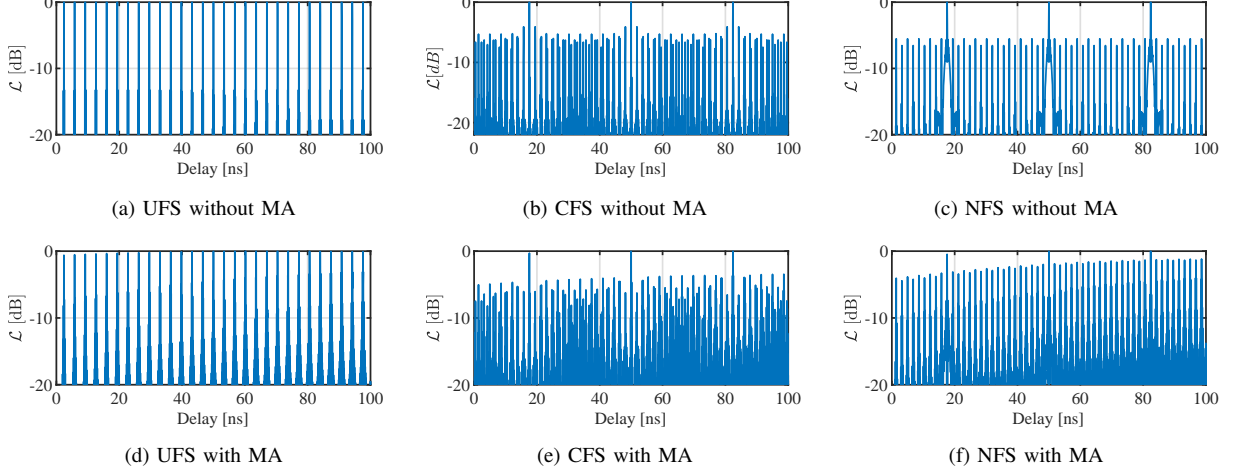 0
-10
-20
ℒ [dB]
0 20 40 60 80 100
Delay [ns]
(a) UFS without MA
0
-10
-20
ℒ[dB]
0 20 40 60 80 100
Delay [ns]
(b) CFS without MA
0
-10
-20
ℒ [dB]
0 20 40 60 80 100
Delay [ns]
(c) NFS without MA
0
-10
-20
ℒ [dB]
0 20 40 60 80 100
Delay [ns]
(d) UFS with MA
0
-10
-20
ℒ [dB]
0 20 40 60 80 100
Delay [ns]
(e) CFS with MA
0
-10
-20
ℒ [dB]
0 20 40 60 80 100
Delay [ns]
(f) NFS with MA